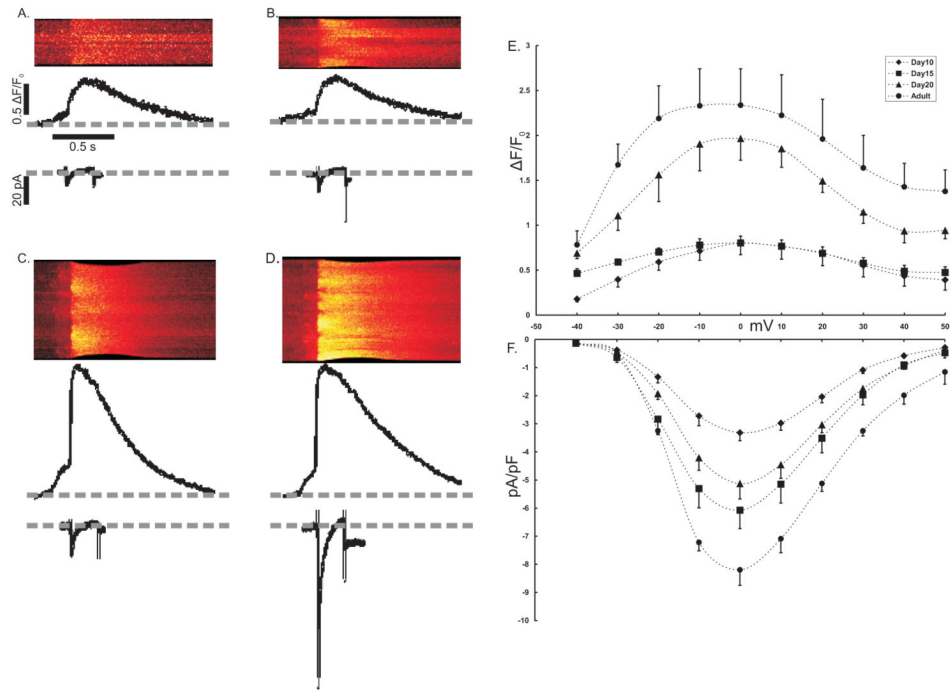 A.
B.
0.5 ΔF/F₀
0.5 s
20 pA
C.
D.
E.
Day10
Day15
Day20
Adult
ΔF/F₀
3
2.5
2
1.5
1
0.5
0
-50 -40 -30 -20 -10 0 10 20 30 40 50
mV
F.
pA/pF
0
-1
-2
-3
-4
-5
-6
-7
-8
-9
-10